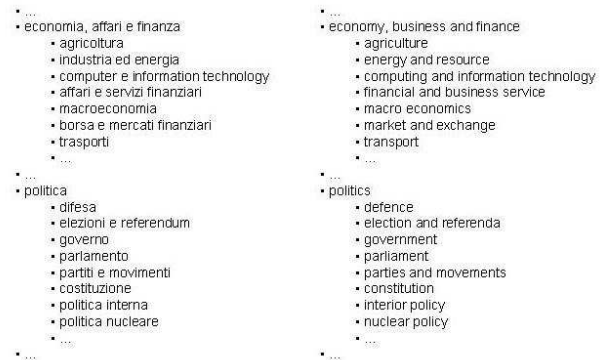 ▪ ...
▪ economia, affari e finanza
▪ agricoltura
▪ industria ed energia
▪ computer e information technology
▪ affari e servizi finanziari
▪ macroeconomia
▪ borsa e mercati finanziari
▪ trasporti
▪ ...
▪ ...
▪ politica
▪ difesa
▪ elezioni e referendum
▪ governo
▪ parlamento
▪ partiti e movimenti
▪ costituzione
▪ politica interna
▪ politica nucleare
▪ ...
▪ ...
▪ ...
▪ economy, business and finance
▪ agriculture
▪ energy and resource
▪ computing and information technology
▪ financial and business service
▪ macro economics
▪ market and exchange
▪ transport
▪ ...
▪ ...
▪ politics
▪ defence
▪ election and referenda
▪ government
▪ parliament
▪ parties and movements
▪ constitution
▪ interior policy
▪ nuclear policy
▪ ...
▪ ...